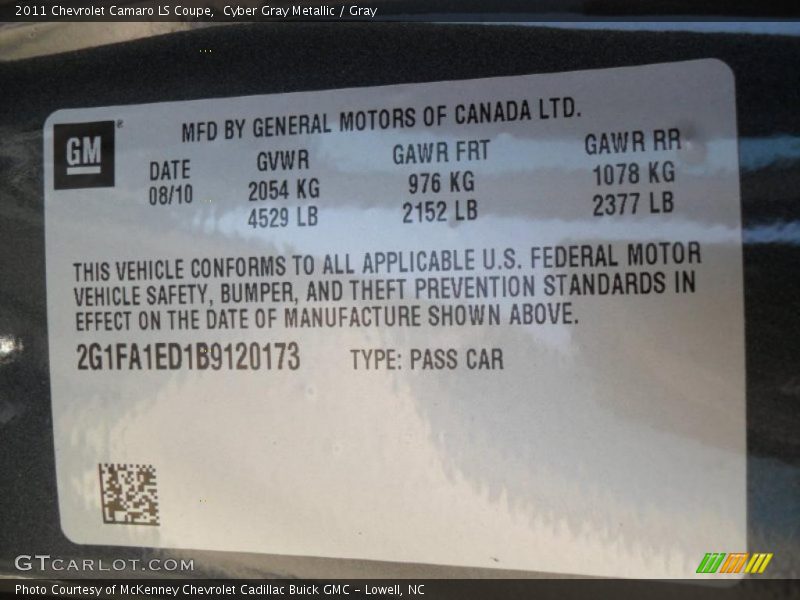 2011 Chevrolet Camaro LS Coupe, Cyber Gray Metallic / Gray
GM®
MFD BY GENERAL MOTORS OF CANADA LTD.
DATE GVWR GAWR FRT GAWR RR
08/10 2054 KG 976 KG 1078 KG
4529 LB 2152 LB 2377 LB
THIS VEHICLE CONFORMS TO ALL APPLICABLE U.S. FEDERAL MOTOR
VEHICLE SAFETY, BUMPER, AND THEFT PREVENTION STANDARDS IN
EFFECT ON THE DATE OF MANUFACTURE SHOWN ABOVE.
2G1FA1ED1B9120173 TYPE: PASS CAR
GTCARLOT.COM
Photo Courtesy of McKenney Chevrolet Cadillac Buick GMC - Lowell, NC